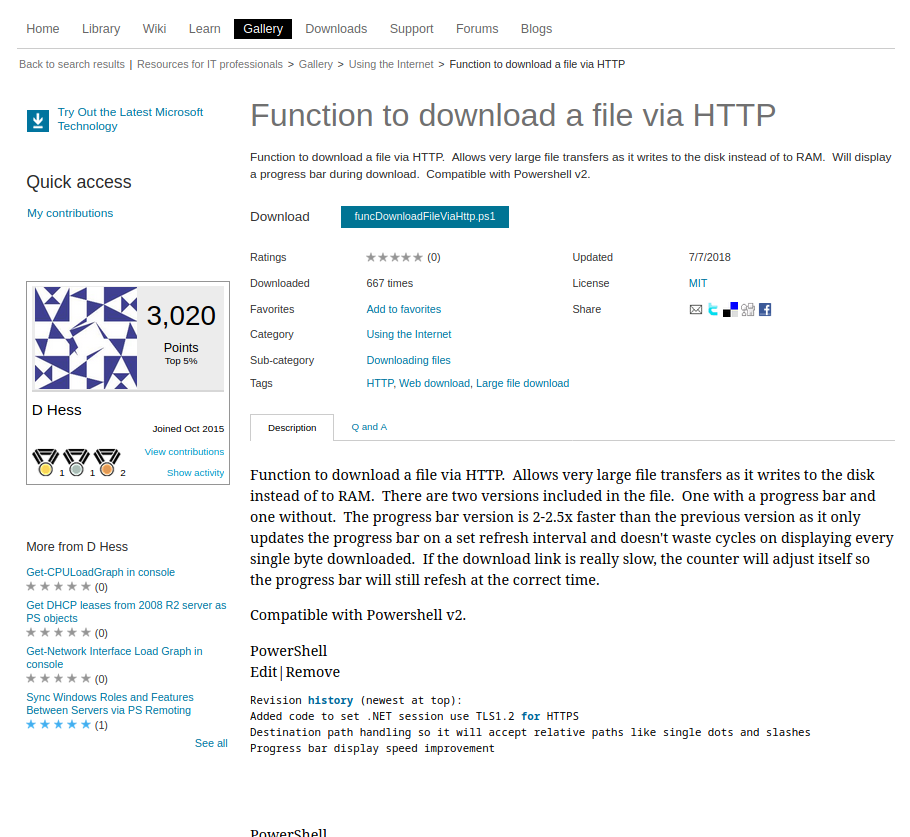 Home Library Wiki Learn Gallery Downloads Support Forums Blogs
Back to search results | Resources for IT professionals > Gallery > Using the Internet > Function to download a file via HTTP
Try Out the Latest Microsoft
Technology
Quick access
My contributions
3,020
Points
Top 5%
D Hess
Joined Oct 2015
View contributions
1 1 2
Show activity
More from D Hess
Get-CPULoadGraph in console
(0)
Get DHCP leases from 2008 R2 server as
PS objects
(0)
Get-Network Interface Load Graph in
console
(0)
Sync Windows Roles and Features
Between Servers via PS Remoting
(1)
See all
Function to download a file via HTTP
Function to download a file via HTTP.  Allows very large file transfers as it writes to the disk instead of to RAM.  Will display
a progress bar during download.  Compatible with Powershell v2.
Download funcDownloadFileViaHttp.ps1
Ratings (0) Updated 7/7/2018
Downloaded 667 times License MIT
Favorites Add to favorites Share
Category Using the Internet
Sub-category Downloading files
Tags HTTP, Web download, Large file download
Description Q and A
Function to download a file via HTTP.  Allows very large file transfers as it writes to the disk
instead of to RAM.  There are two versions included in the file.  One with a progress bar and
one without.  The progress bar version is 2-2.5x faster than the previous version as it only
updates the progress bar on a set refresh interval and doesn't waste cycles on displaying every
single byte downloaded.  If the download link is really slow, the counter will adjust itself so
the progress bar will still refesh at the correct time.
Compatible with Powershell v2.
PowerShell
Edit|Remove
Revision history (newest at top):
Added code to set .NET session use TLS1.2 for HTTPS
Destination path handling so it will accept relative paths like single dots and slashes
Progress bar display speed improvement
PowerShell